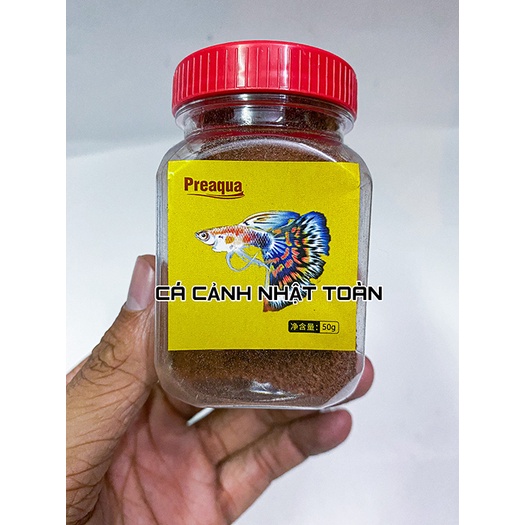 Preaqua
CÁ CẢNH NHẬT TOÀN
净含量: 50g